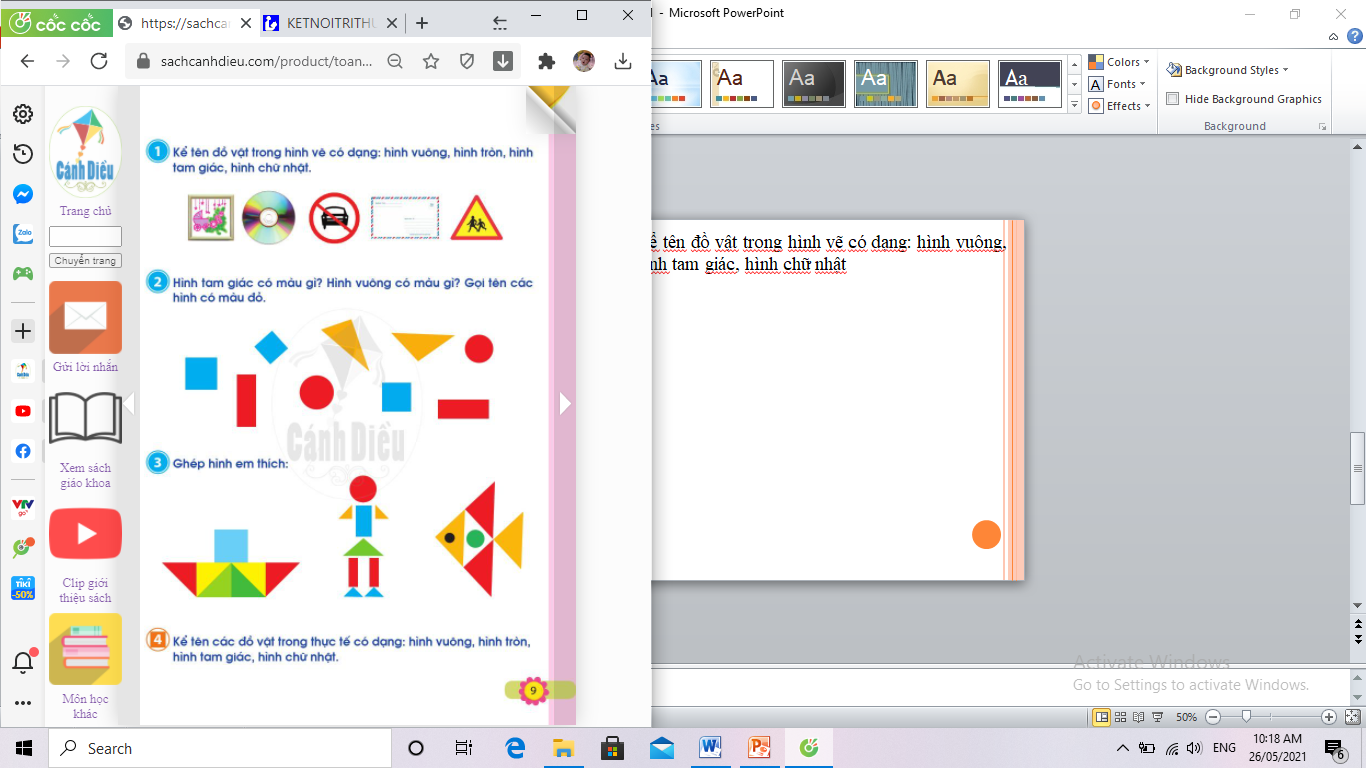 cốc cốc
https://sachca
KETNOITRITHU
l - Microsoft PowerPoint
sachcanhdieu.com/product/toan...
Aa Aa Aa Aa Aa Aa
Colors
Fonts
Effects
Background Styles
Hide Background Graphics
Background
Cánh Diều
Trang chủ
Chuyển trang
Gửi lời nhắn
Xem sách
giáo khoa
Clip giới
thiệu sách
Môn học
khác
Zalo
VTV
go
TIKI
-50%
1 Kể tên đồ vật trong hình vẽ có dạng: hình vuông, hình tròn, hình
tam giác, hình chữ nhật.
2 Hình tam giác có màu gì? Hình vuông có màu gì? Gọi tên các
hình có màu đỏ.
Cánh Diều
3 Ghép hình em thích:
4 Kể tên các đồ vật trong thực tế có dạng: hình vuông, hình tròn,
hình tam giác, hình chữ nhật.
9
ể tên đồ vật trong hình vẽ có dạng: hình vuông,
nh tam giác, hình chữ nhật
Activate Windows
Go to Settings to activate Windows.
50%
Search
W
P
ENG
10:18 AM
26/05/2021
6